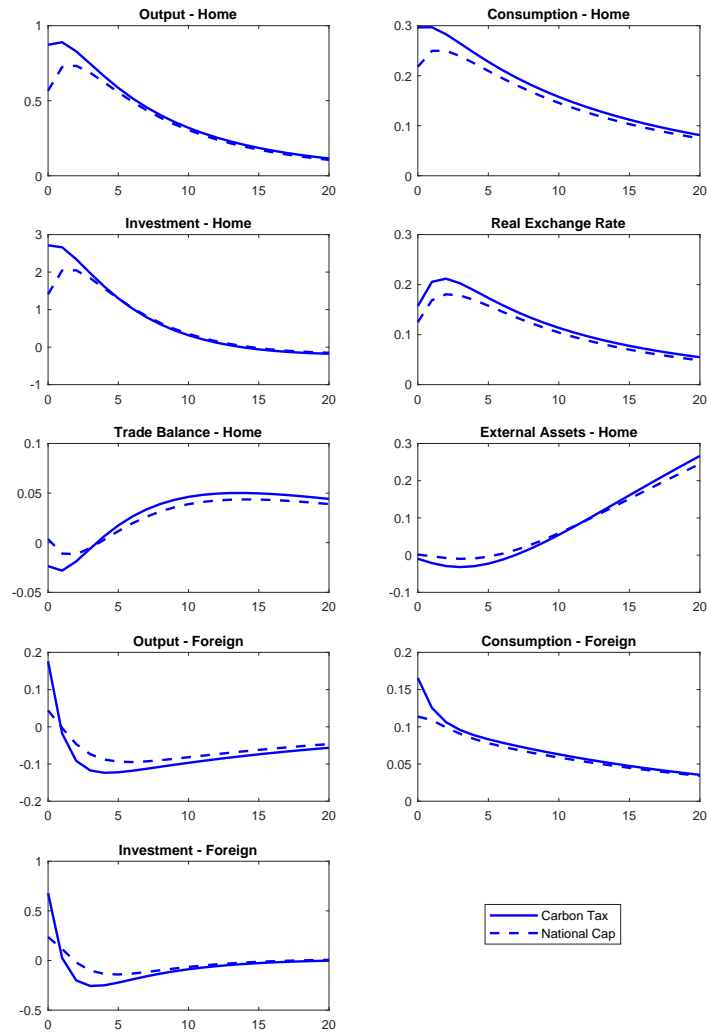 Output - Home
1
0.5
0
0 5 10 15 20
Consumption - Home
0.3
0.2
0.1
0
0 5 10 15 20
Investment - Home
3
2
1
0
-1
0 5 10 15 20
Real Exchange Rate
0.3
0.2
0.1
0
0 5 10 15 20
Trade Balance - Home
0.1
0.05
0
-0.05
0 5 10 15 20
External Assets - Home
0.3
0.2
0.1
0
-0.1
0 5 10 15 20
Output - Foreign
0.2
0.1
0
-0.1
-0.2
0 5 10 15 20
Consumption - Foreign
0.2
0.15
0.1
0.05
0
0 5 10 15 20
Investment - Foreign
1
0.5
0
-0.5
0 5 10 15 20
Carbon Tax
National Cap